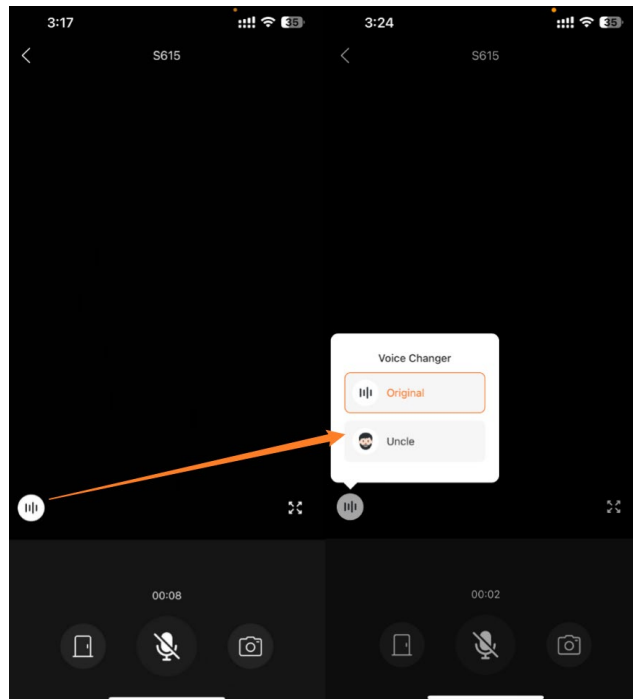 3:17
35
S615
00:08
3:24
35
S615
Voice Changer
Original
Uncle
00:02